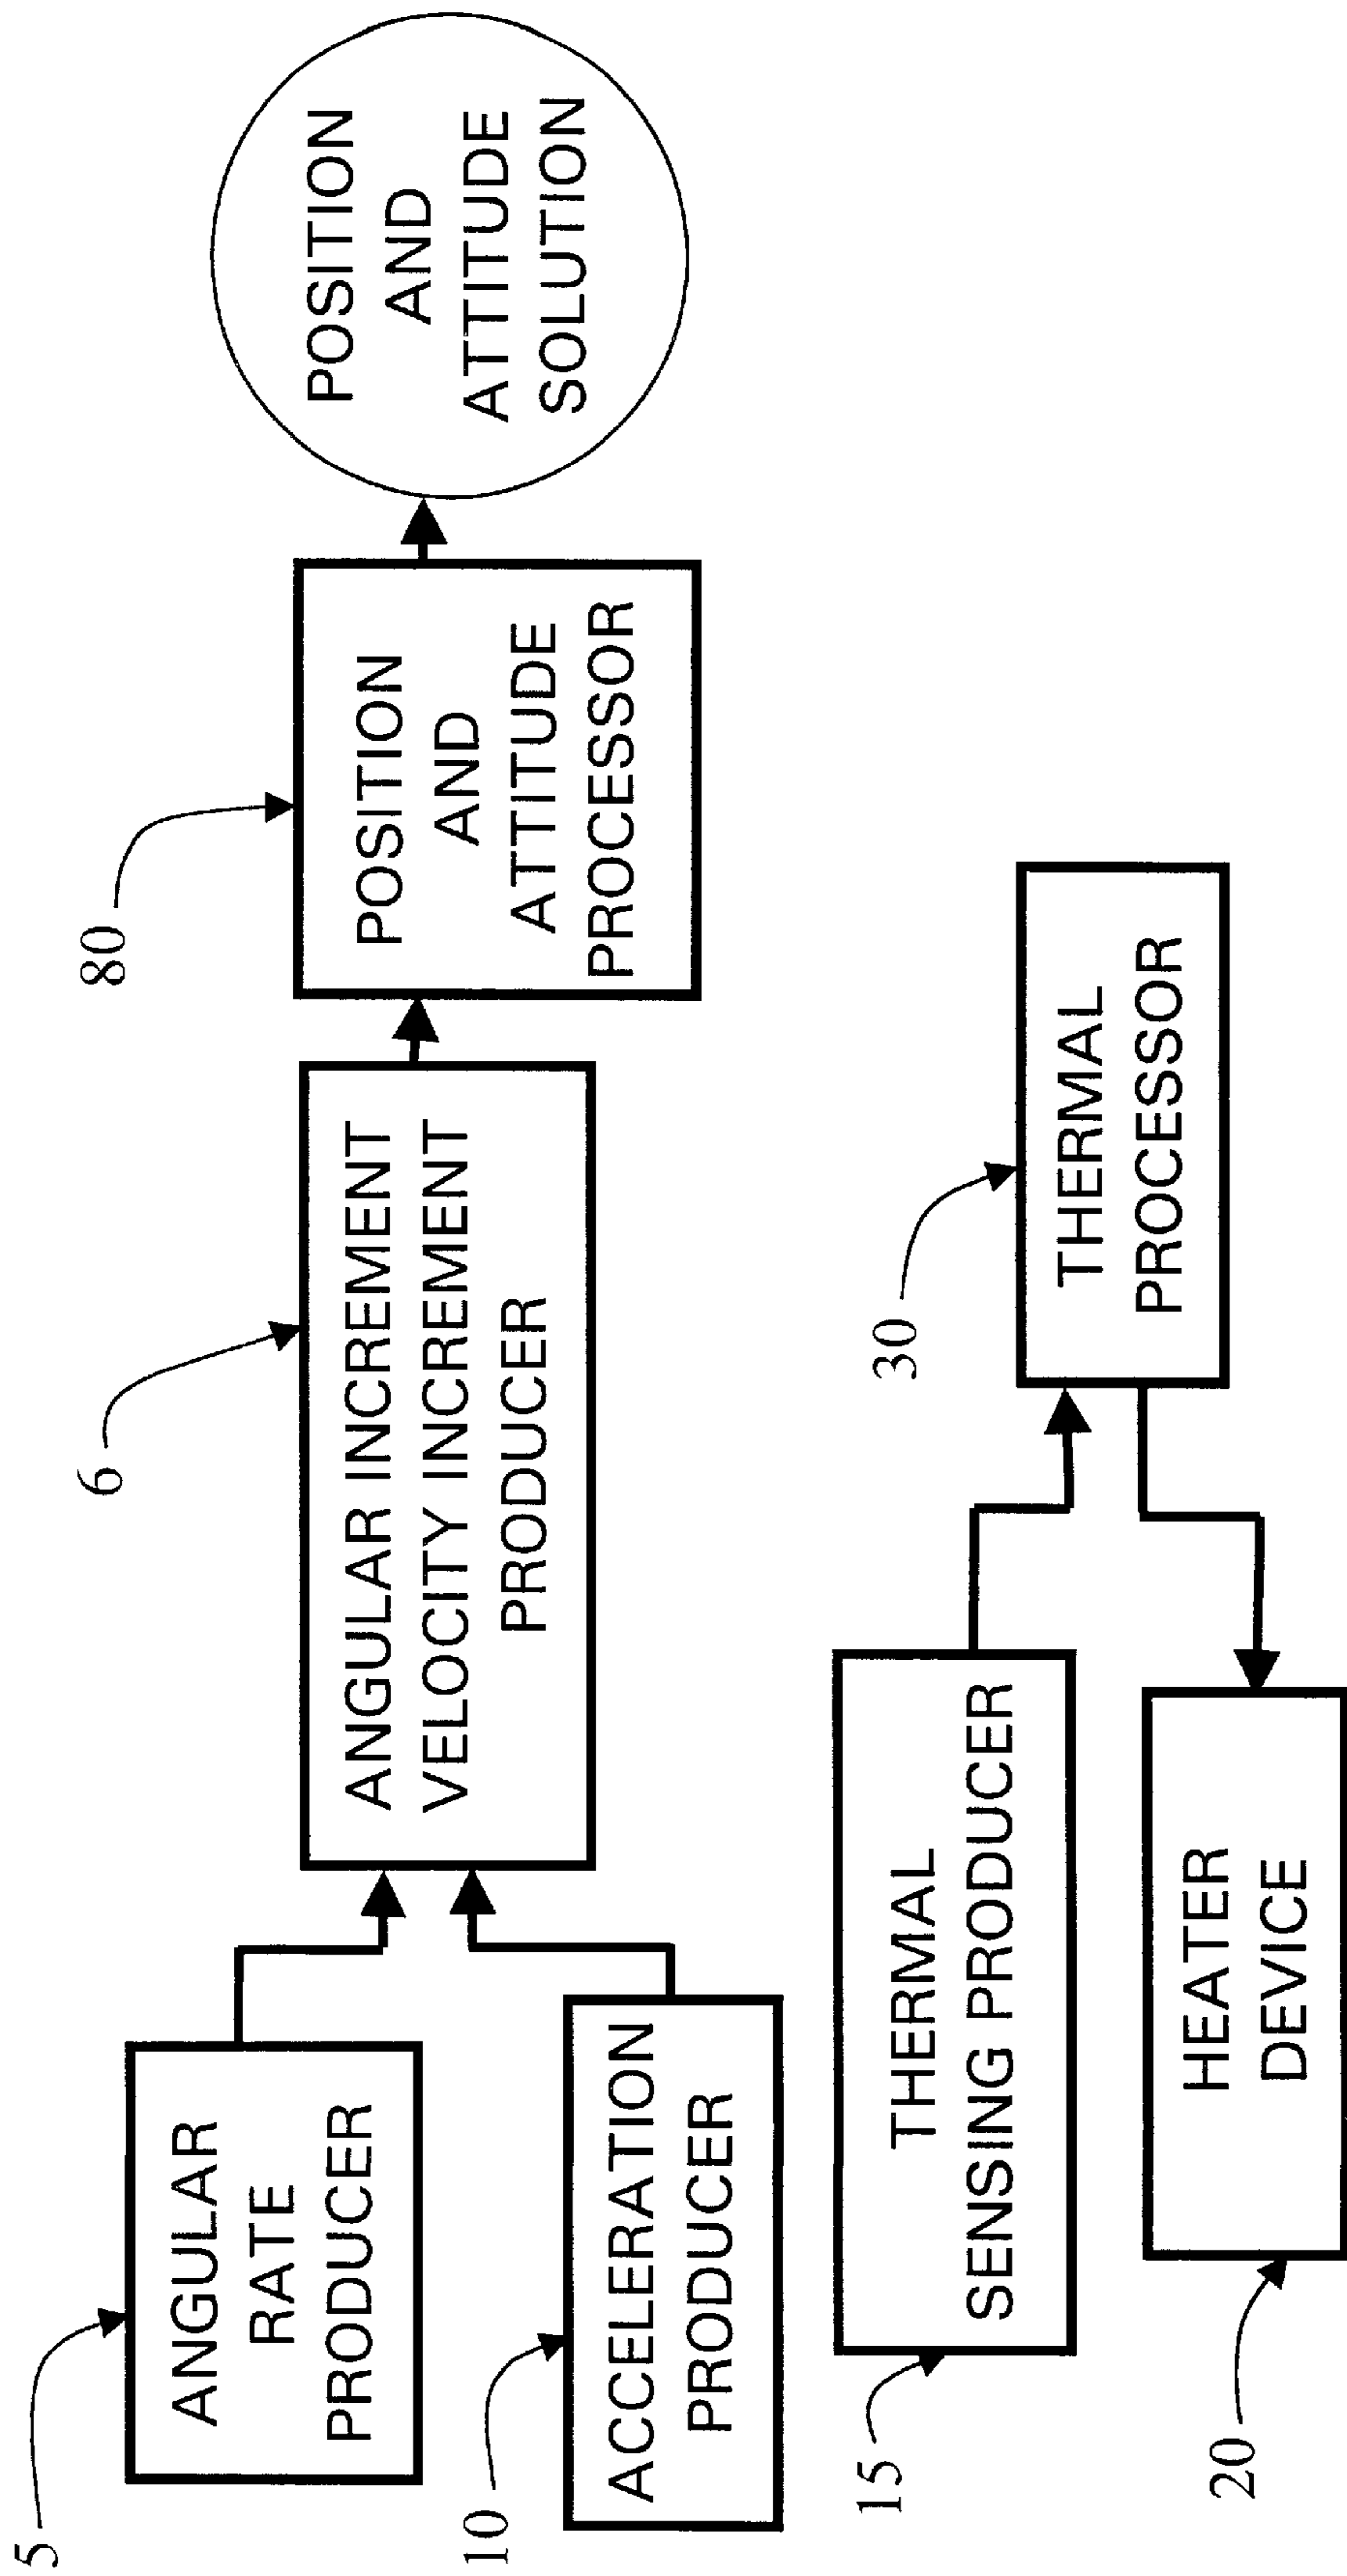 5
ANGULAR
RATE
PRODUCER
10
ACCELERATION
PRODUCER
6
ANGULAR INCREMENT
VELOCITY INCREMENT
PRODUCER
80
POSITION
AND
ATTITUDE
PROCESSOR
POSITION
AND
ATTITUDE
SOLUTION
15
THERMAL
SENSING PRODUCER
20
HEATER
DEVICE
30
THERMAL
PROCESSOR